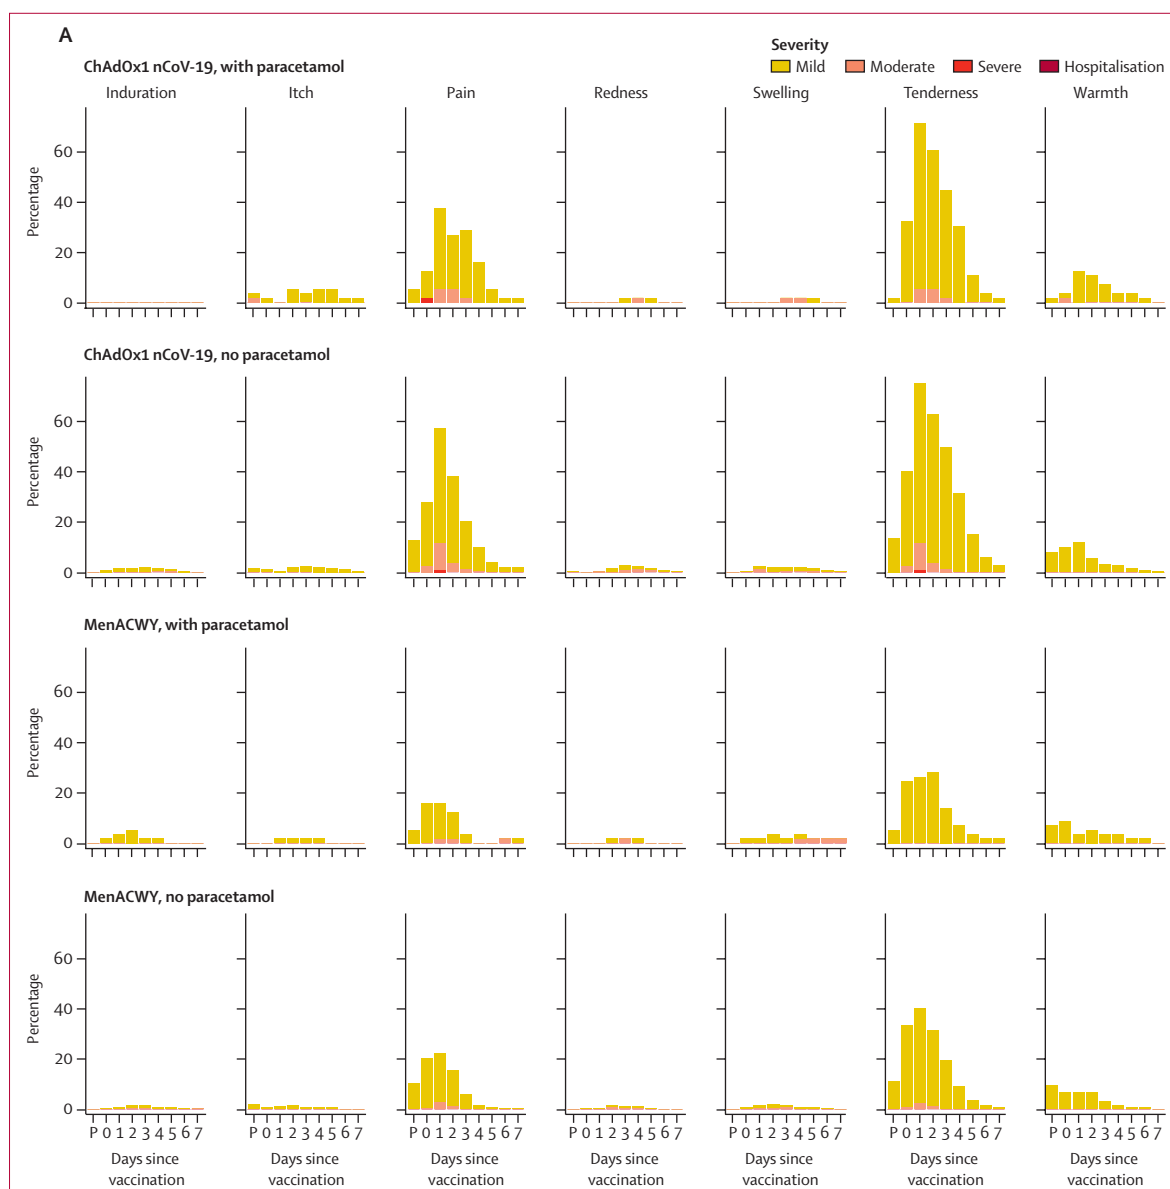 A
Severity
Mild Moderate Severe Hospitalisation
ChAdOx1 nCoV-19, with paracetamol
Induration Itch Pain Redness Swelling Tenderness Warmth
Percentage
60
40
20
0
ChAdOx1 nCoV-19, no paracetamol
Percentage
60
40
20
0
MenACWY, with paracetamol
Percentage
60
40
20
0
MenACWY, no paracetamol
Percentage
60
40
20
0
P 0 1 2 3 4 5 6 7 P 0 1 2 3 4 5 6 7 P 0 1 2 3 4 5 6 7 P 0 1 2 3 4 5 6 7 P 0 1 2 3 4 5 6 7 P 0 1 2 3 4 5 6 7 P 0 1 2 3 4 5 6 7
Days since Days since Days since Days since Days since Days since Days since
vaccination vaccination vaccination vaccination vaccination vaccination vaccination